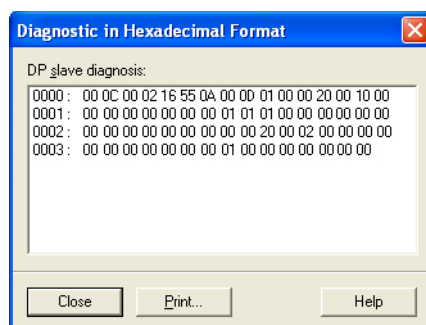 Diagnostic in Hexadecimal Format
DP slave diagnosis:
0000 : 00 0C 00 02 16 55 0A 00 0D 01 00 00 20 00 10 00
0001 : 00 00 00 00 00 00 00 01 01 01 00 00 00 00 00 00
0002 : 00 00 00 00 00 00 00 00 00 20 00 02 00 00 00 00
0003 : 00 00 00 00 00 00 00 01 00 00 00 00 00 00 00
Close
Print...
Help